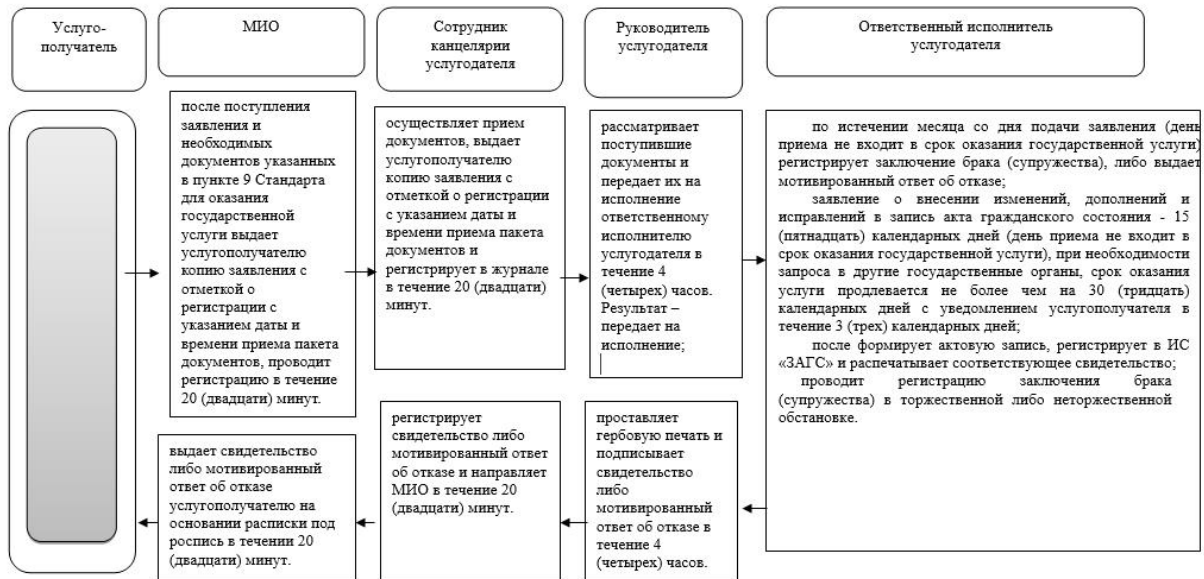 Услуго-
получатель
МИО
Сотрудник
канцелярии
услугодателя
Руководитель
услугодателя
Ответственный исполнитель
услугодателя
после поступления
заявления и
необходимых
документов указанных
в пункте 9 Стандарта
для оказания
государственной
услуги выдает
услугополучателю
копию заявления с
отметкой о
регистрации с
указанием даты и
времени приема пакета
документов, проводит
регистрацию в течение
20 (двадцати) минут.
осуществляет прием
документов, выдает
услугополучателю
копию заявления с
отметкой о регистрации
с указанием даты и
времени приема пакета
документов и
регистрирует в журнале
в течение 20 (двадцати)
минут.
рассматривает
поступившие
документы и
передает их на
исполнение
ответственному
исполнителю
услугодателя в
течение 4
(четырех) часов.
Результат –
передает на
исполнение;
по истечении месяца со дня подачи заявления (день
приема не входит в срок оказания государственной услуги)
регистрирует заключение брака (супружества), либо выдает
мотивированный ответ об отказе;
заявление о внесении изменений, дополнений и
исправлений в запись акта гражданского состояния - 15
(пятнадцать) календарных дней (день приема не входит в
срок оказания государственной услуги), при необходимости
запроса в другие государственные органы, срок оказания
услуги продлевается не более чем на 30 (тридцать)
календарных дней с уведомлением услугополучателя в
течение 3 (трех) календарных дней;
после формирует актовую запись, регистрирует в ИС
«ЗАГС» и распечатывает соответствующее свидетельство;
проводит регистрацию заключения брака
(супружества) в торжественной либо неторжественной
обстановке.
выдает свидетельство
либо мотивированный
ответ об отказе
услугополучателю на
основании расписки под
роспись в течении 20
(двадцати) минут.
регистрирует
свидетельство либо
мотивированный ответ
об отказе и направляет
МИО в течение 20
(двадцати) минут.
проставляет
гербовую печать и
подписывает
свидетельство
либо
мотивированный
ответ об отказе в
течение 4
(четырех) часов.